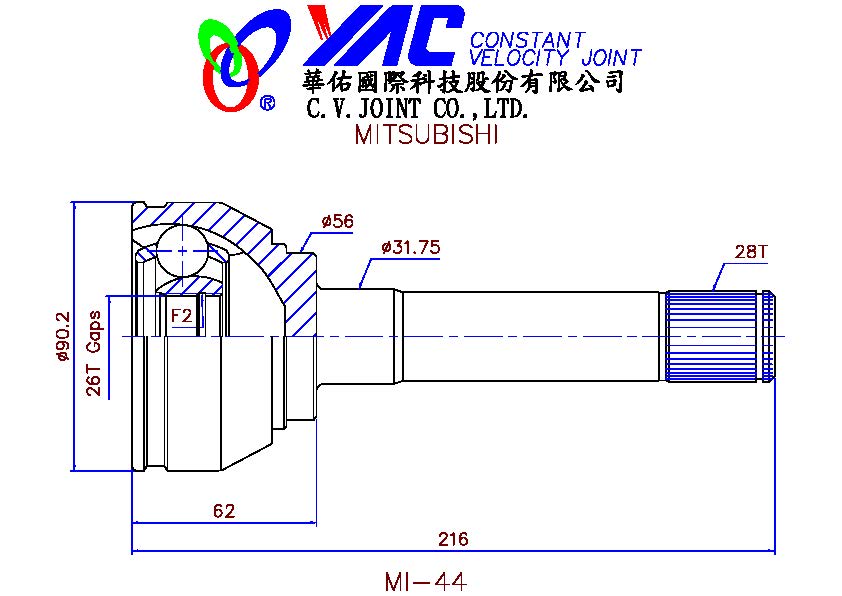 YAC CONSTANT
VELOCITY JOINT
華佑國際科技股份有限公司
®
C.V.JOINT CO.,LTD.
MITSUBISHI
ø56
ø31.75
28T
ø90.2
26T Gaps
F2
62
216
MI-44